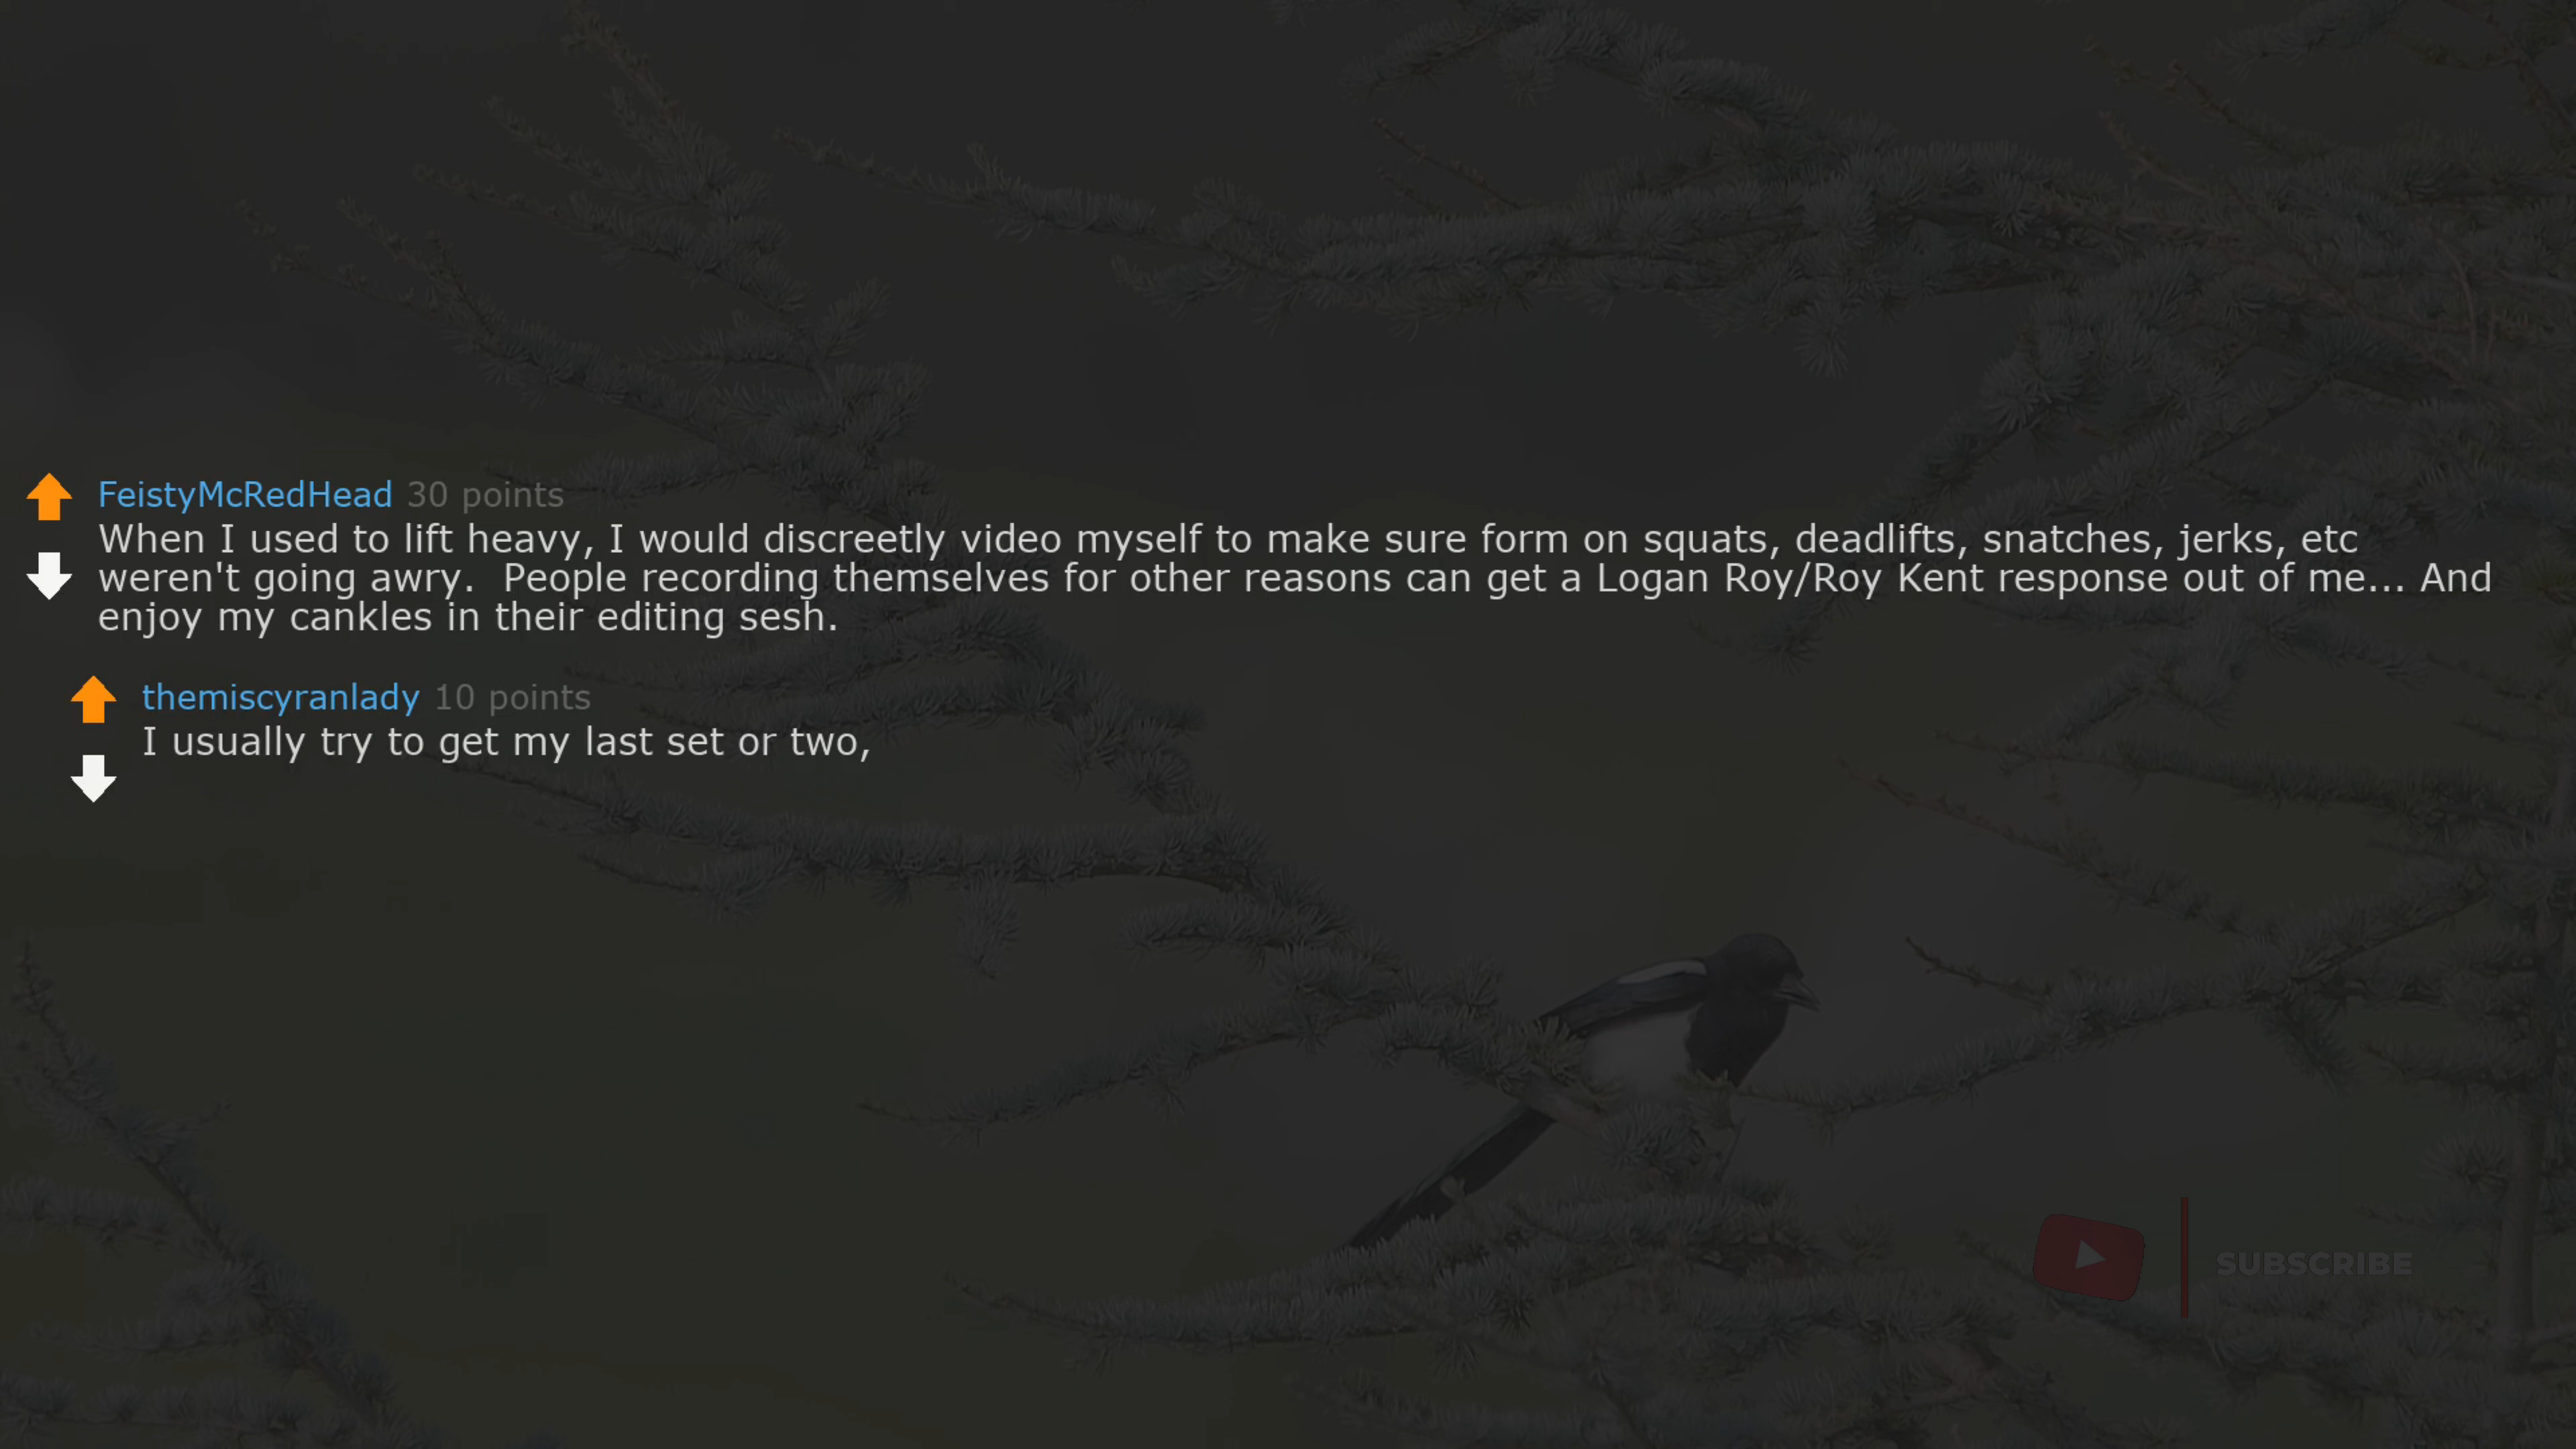 FeistyMcRedHead 30 points
When I used to lift heavy, I would discreetly video myself to make sure form on squats, deadlifts, snatches, jerks, etc
weren't going awry.  People recording themselves for other reasons can get a Logan Roy/Roy Kent response out of me... And
enjoy my cankles in their editing sesh.
themiscyranlady 10 points
I usually try to get my last set or two,
SUBSCRIBE